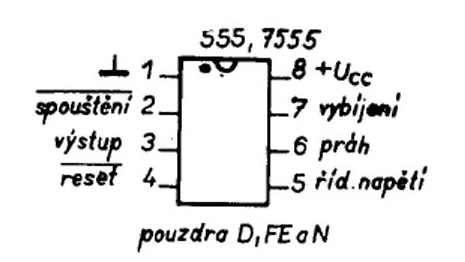 555, 7555
1 8 +Ucc
spouštění 2 7 vybíjení
výstup 3 6 práh
reset 4 5 říd.napětí
pouzdra D,FE a N